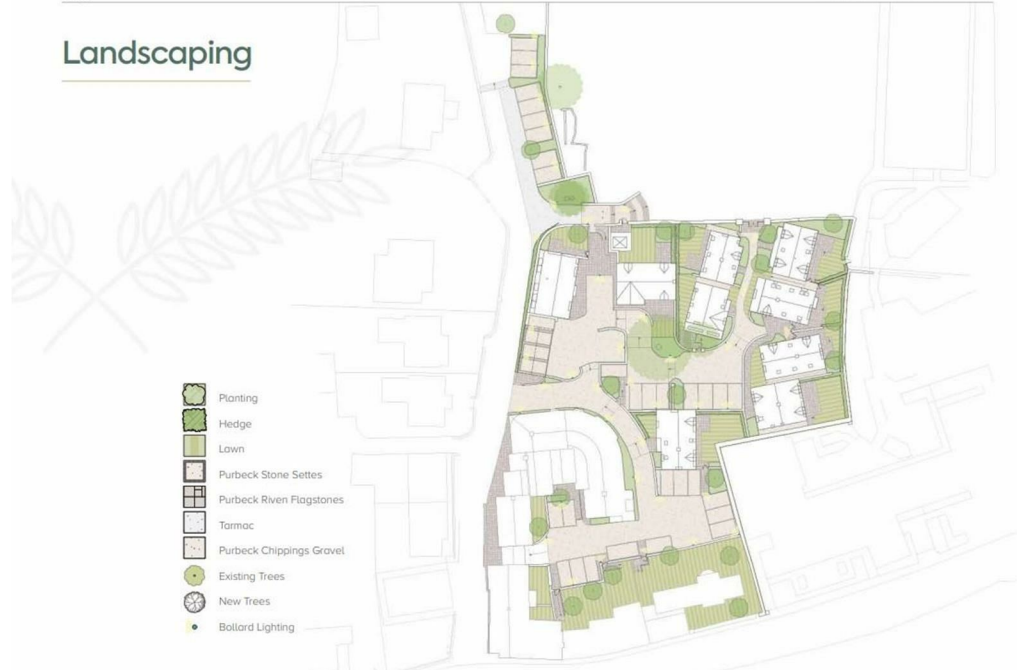 Landscaping
Planting
Hedge
Lawn
Purbeck Stone Settes
Purbeck Riven Flagstones
Tarmac
Purbeck Chippings Gravel
Existing Trees
New Trees
Bollard Lighting